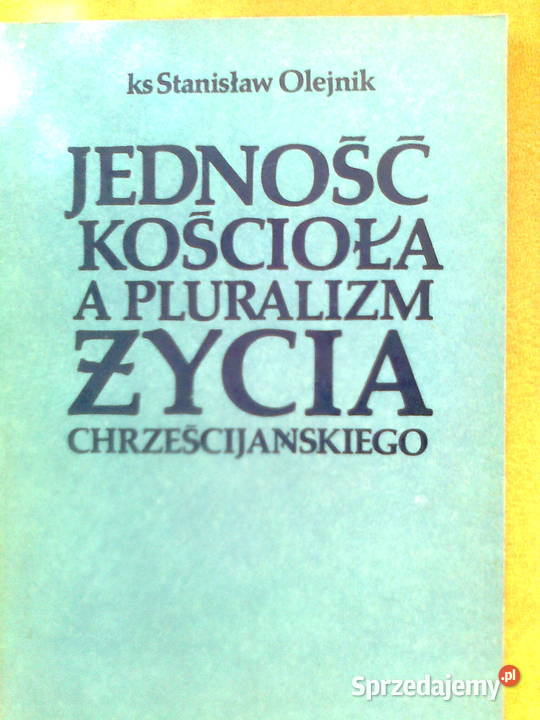 ks Stanisław Olejnik
JEDNOŚĆ
KOŚCIOŁA
A PLURALIZM
ŻYCIA
CHRZEŚCIJAŃSKIEGO
Sprzedajemy.pl